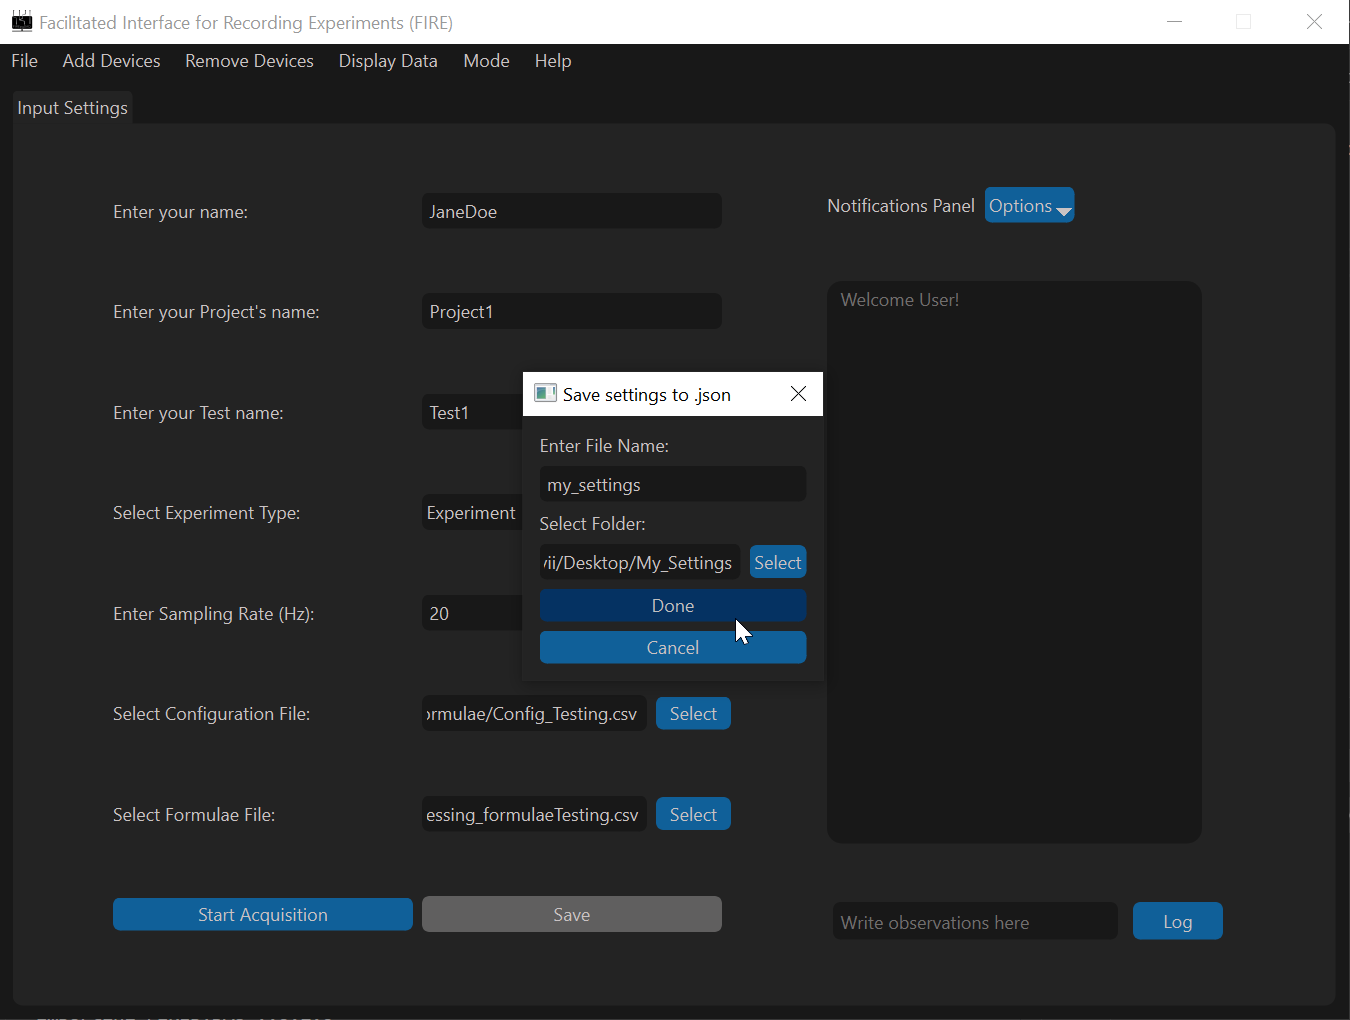 Facilitated Interface for Recording Experiments (FIRE)
File Add Devices Remove Devices Display Data Mode Help
Input Settings
Enter your name: JaneDoe
Notifications Panel Options
Enter your Project's name: Project1
Welcome User!
Enter your Test name: Test1
Select Experiment Type: Experiment
Enter Sampling Rate (Hz): 20
Save settings to .json
Enter File Name:
my_settings
Select Folder:
/Desktop/My_Settings Select
Done
Cancel
Select Configuration File: ormulae/Config_Testing.csv Select
Select Formulae File: essing_formulaeTesting.csv Select
Start Acquisition Save
Write observations here Log